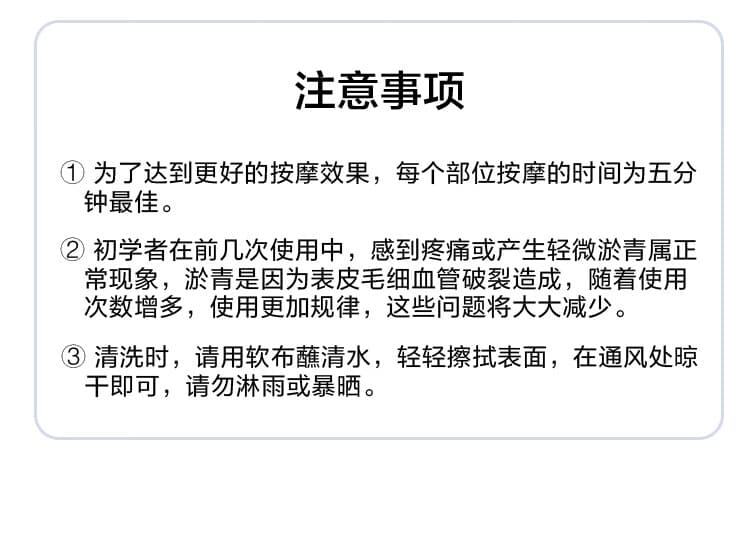 注意事项
① 为了达到更好的按摩效果，每个部位按摩的时间为五分
钟最佳。
② 初学者在前几次使用中，感到疼痛或产生轻微淤青属正
常现象，淤青是因为表皮毛细血管破裂造成，随着使用
次数增多，使用更加规律，这些问题将大大减少。
③ 清洗时，请用软布蘸清水，轻轻擦拭表面，在通风处晾
干即可，请勿淋雨或暴晒。